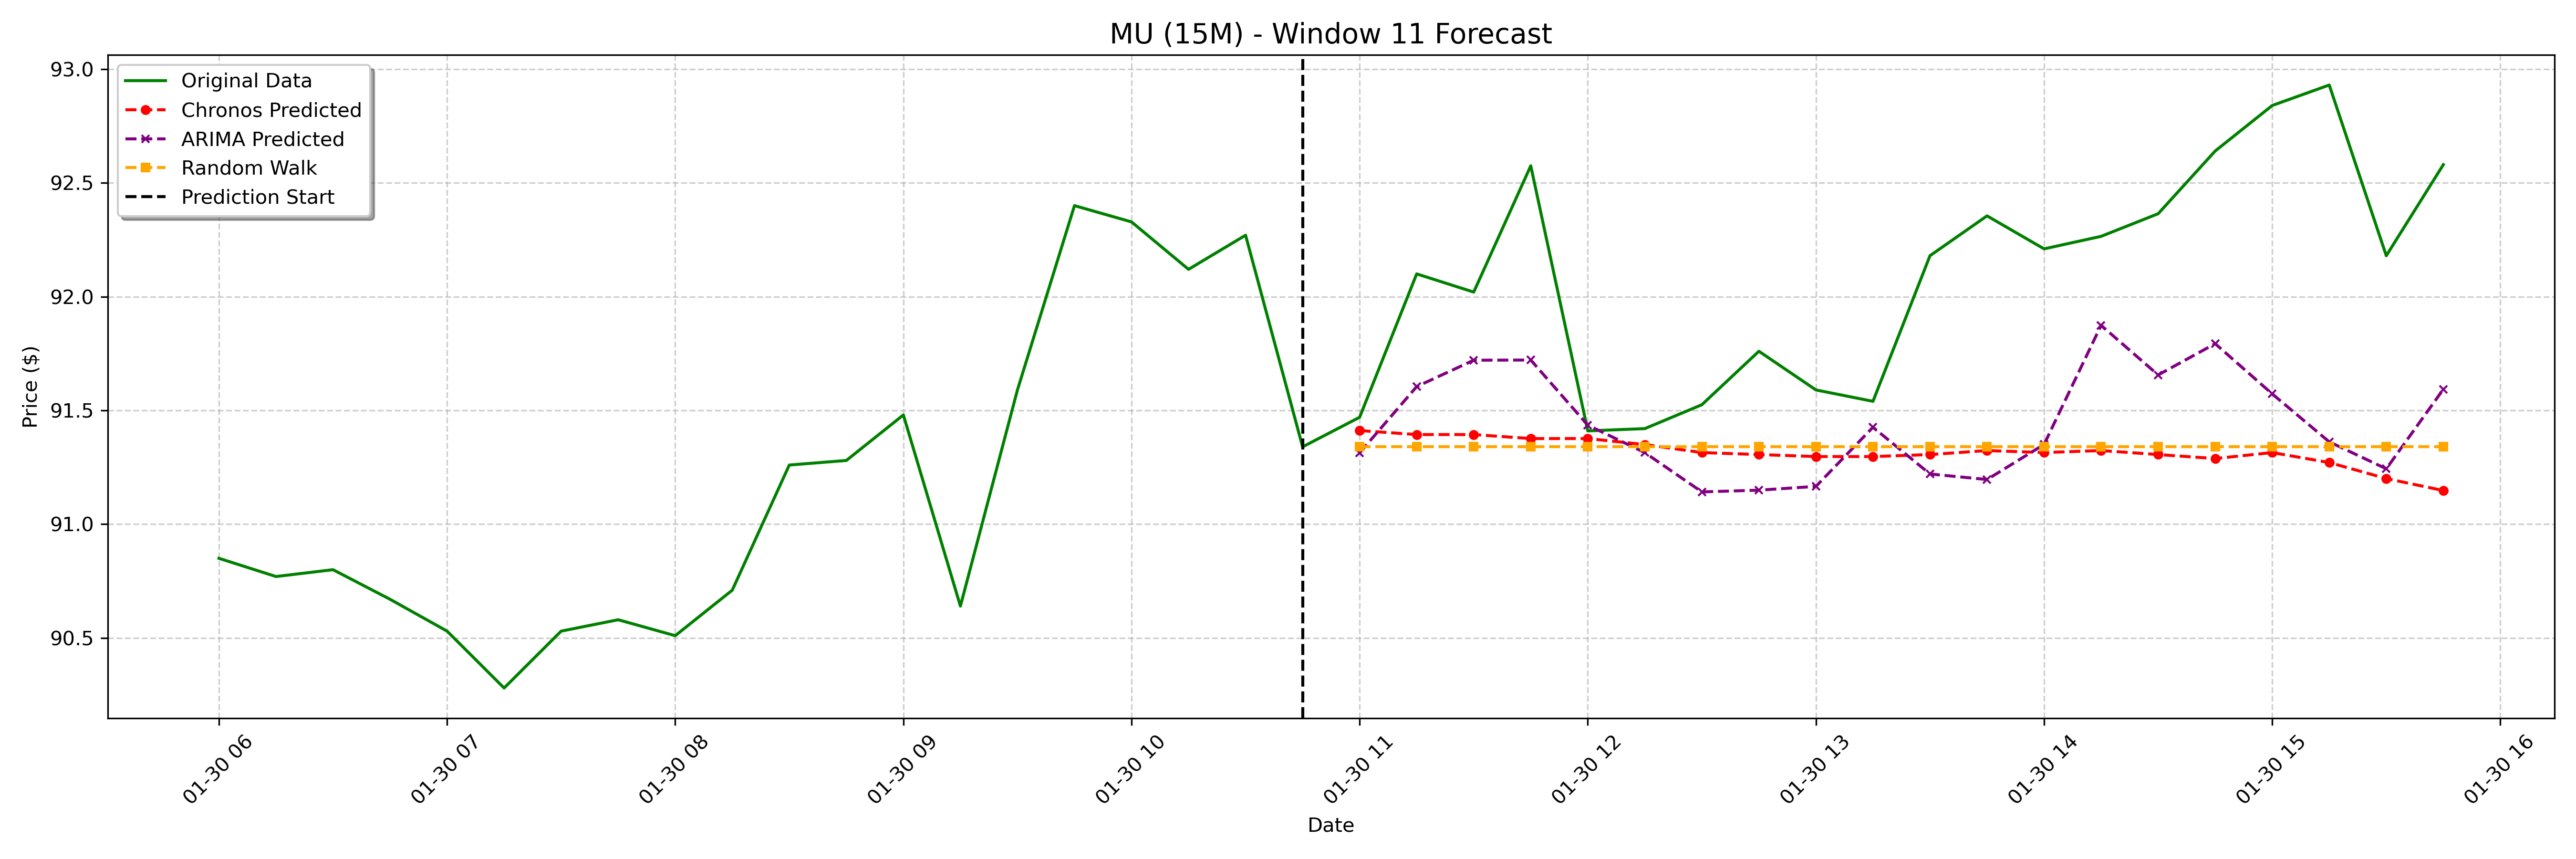 MU (15M) - Window 11 Forecast
Original Data
Chronos Predicted
ARIMA Predicted
Random Walk
Prediction Start
Price ($)
93.0
92.5
92.0
91.5
91.0
90.5
01-30 06
01-30 07
01-30 08
01-30 09
01-30 10
01-30 11
01-30 12
01-30 13
01-30 14
01-30 15
01-30 16
Date